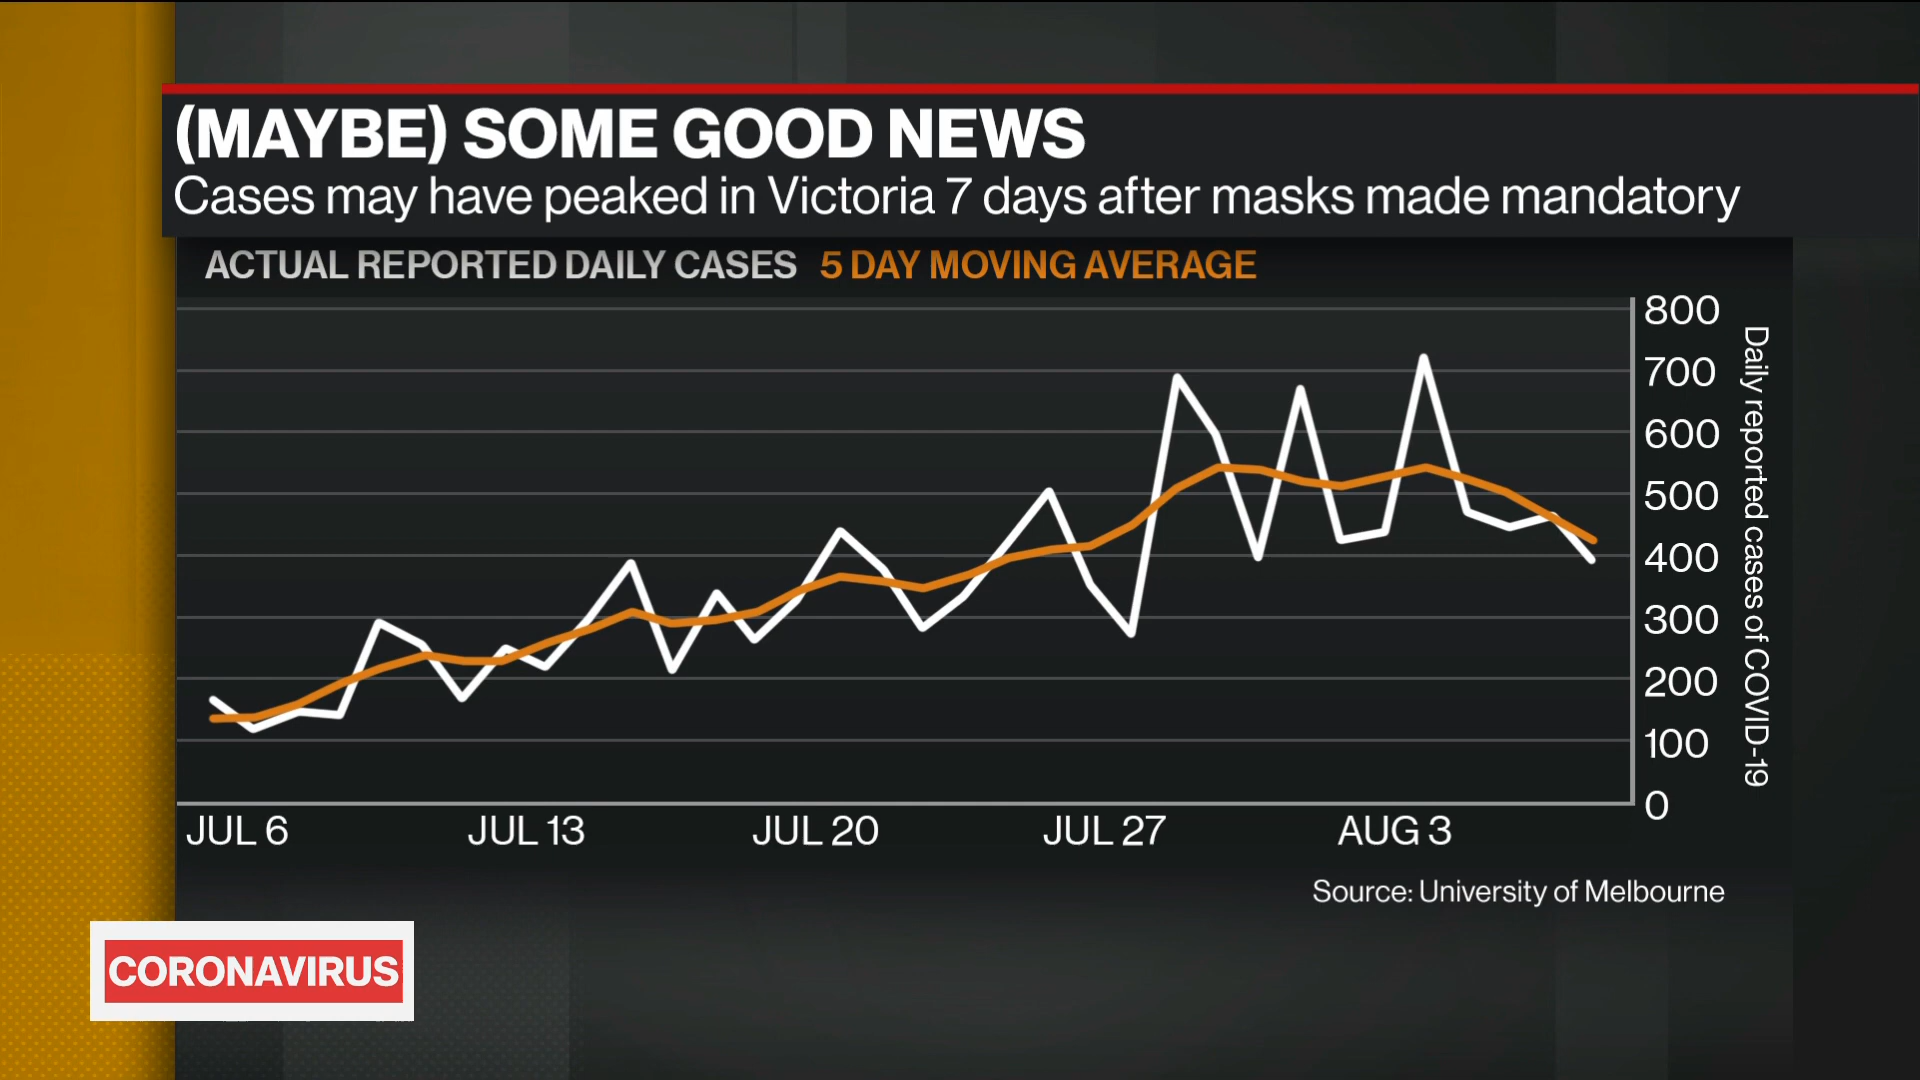 (MAYBE) SOME GOOD NEWS
Cases may have peaked in Victoria 7 days after masks made mandatory
ACTUAL REPORTED DAILY CASES 5 DAY MOVING AVERAGE
800
700
600
500
400
300
200
100
0
Daily reported cases of COVID-19
JUL 6 JUL 13 JUL 20 JUL 27 AUG 3
Source: University of Melbourne
CORONAVIRUS